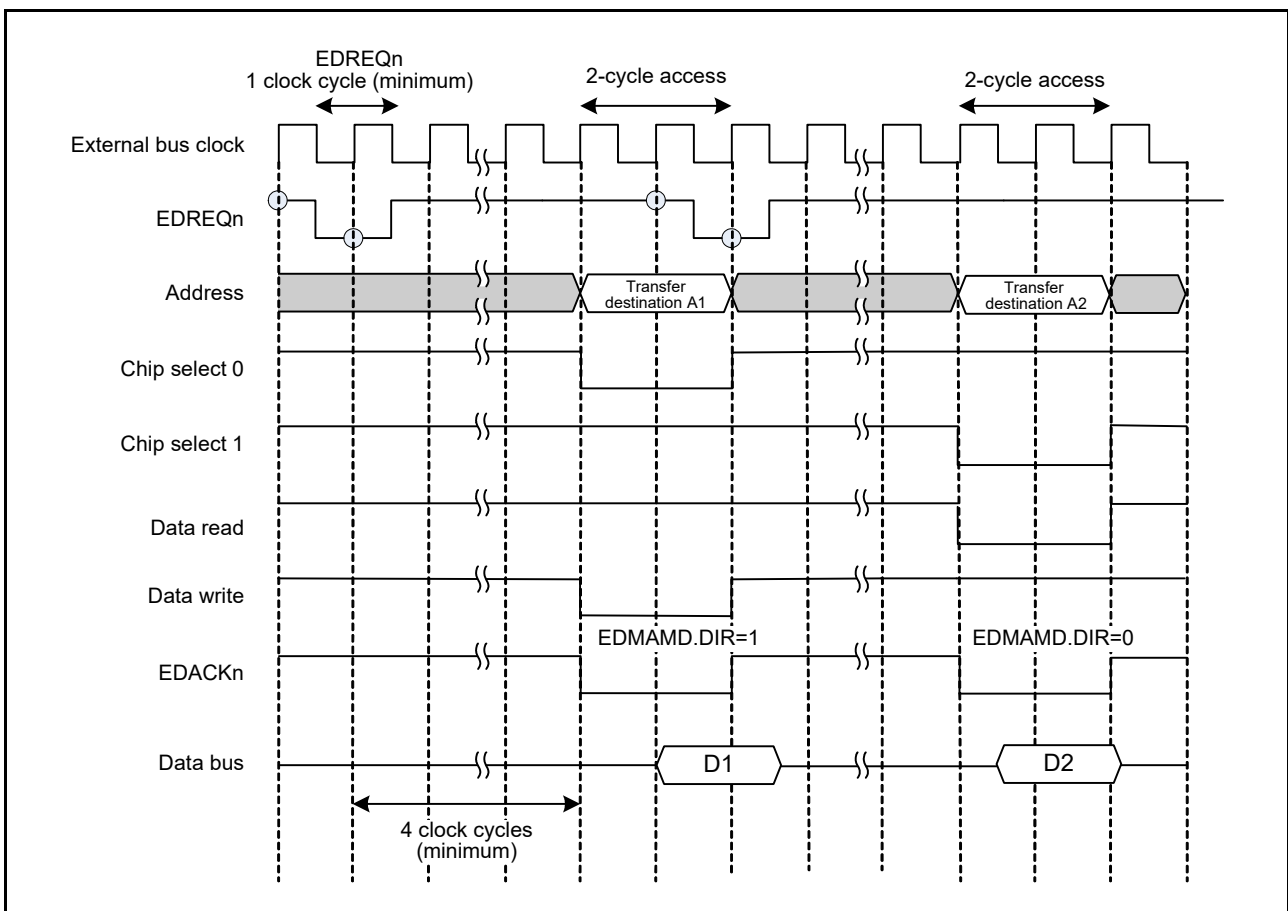 EDREQn
1 clock cycle (minimum)
2-cycle access
2-cycle access
External bus clock
EDREQn
Address
Transfer
destination A1
Transfer
destination A2
Chip select 0
Chip select 1
Data read
Data write
EDMAMD.DIR=1
EDMAMD.DIR=0
EDACKn
Data bus
D1
D2
4 clock cycles
(minimum)